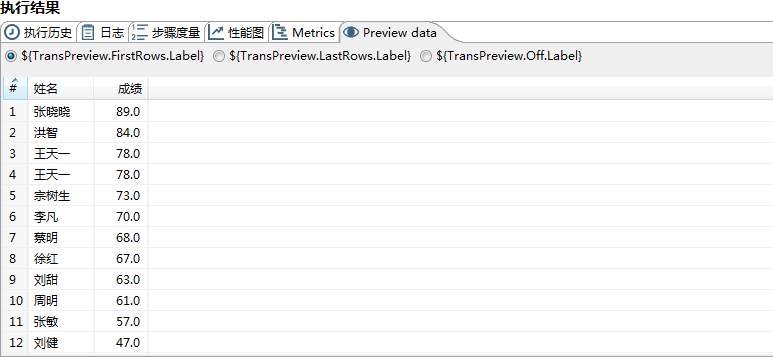 执行结果
执行历史 日志 步骤度量 性能图 Metrics Preview data
${TransPreview.FirstRows.Label} ${TransPreview.LastRows.Label} ${TransPreview.Off.Label}
# 姓名 成绩
1 张晓晓 89.0
2 洪智 84.0
3 王天一 78.0
4 王天一 78.0
5 宗树生 73.0
6 李凡 70.0
7 蔡明 68.0
8 徐红 67.0
9 刘甜 63.0
10 周明 61.0
11 张敏 57.0
12 刘健 47.0